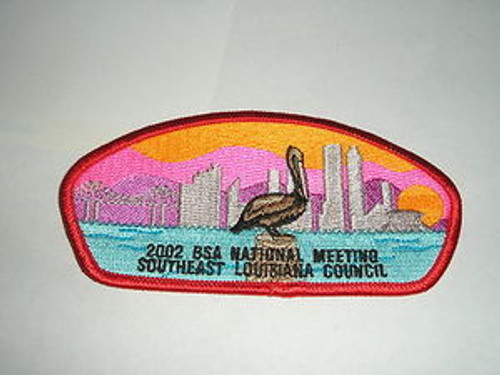 2002 BSA NATIONAL MEETING
SOUTHEAST LOUISIANA COUNCIL